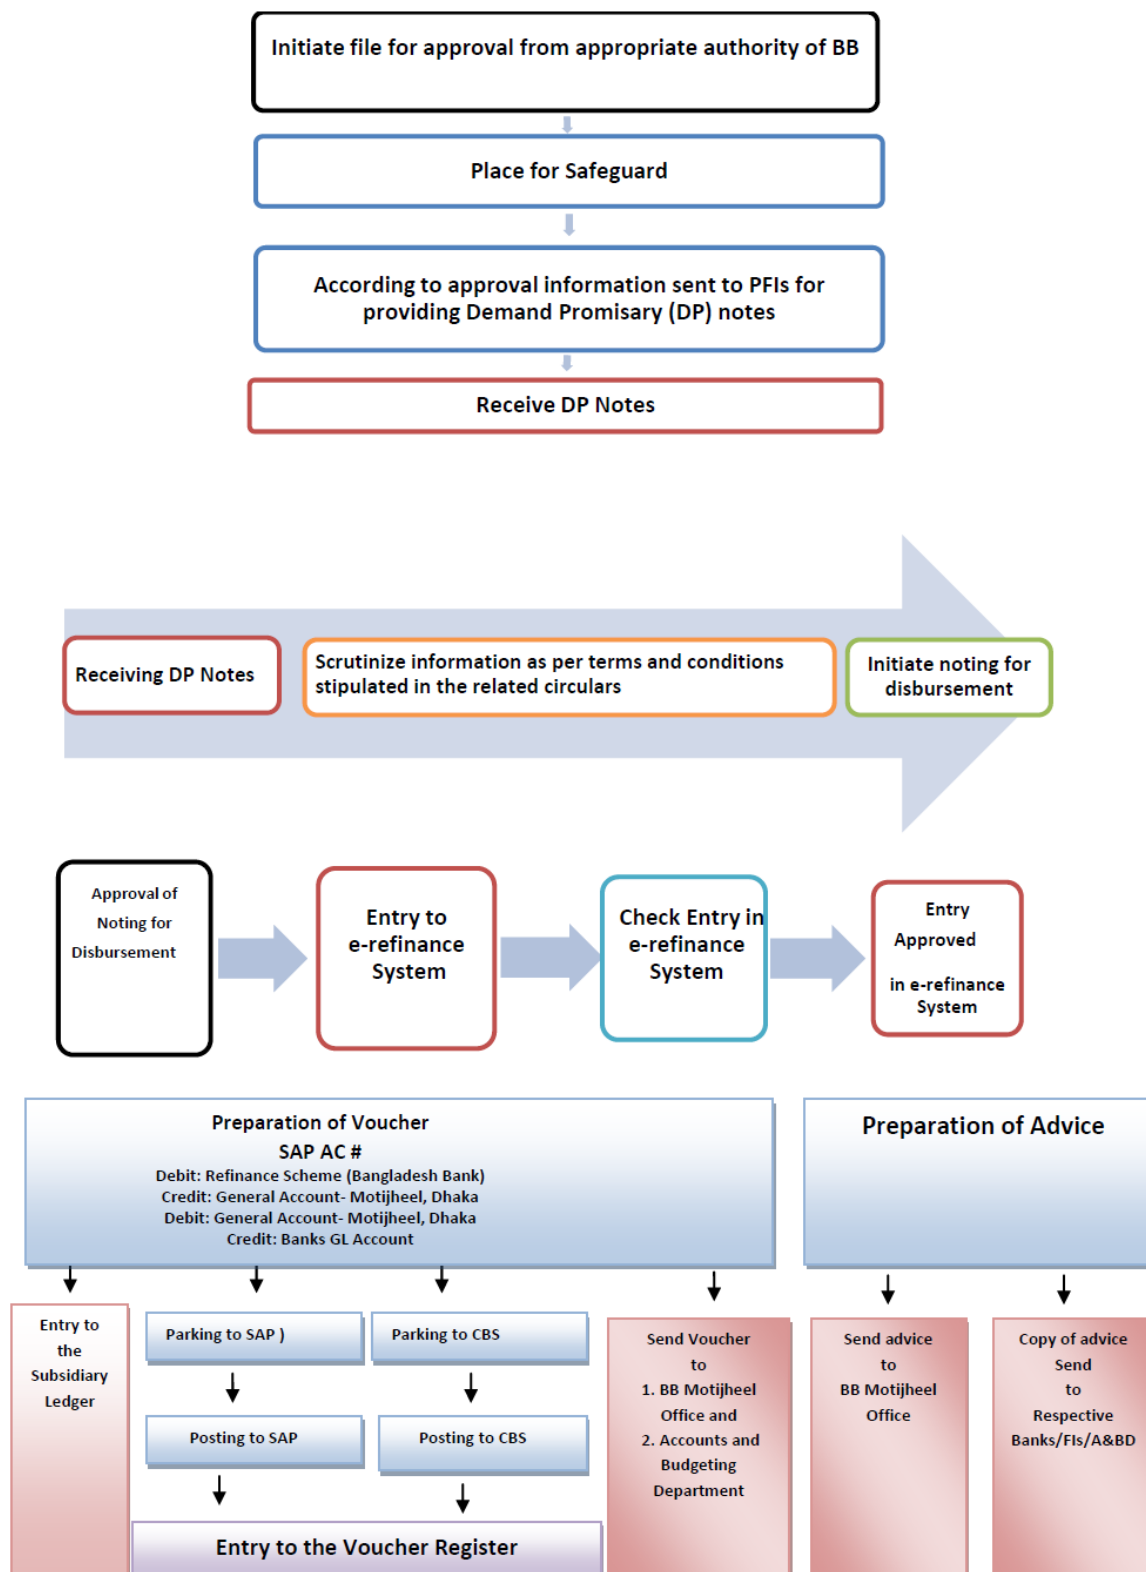 Initiate file for approval from appropriate authority of BB
Place for Safeguard
According to approval information sent to PFIs for
providing Demand Promisary (DP) notes
Receive DP Notes
Receiving DP Notes
Scrutinize information as per terms and conditions
stipulated in the related circulars
Initiate noting for
disbursement
Approval of
Noting for
Disbursement
Entry to
e-refinance
System
Check Entry in
e-refinance
System
Entry
Approved
in e-refinance
System
Preparation of Voucher
SAP AC #
Debit: Refinance Scheme (Bangladesh Bank)
Credit: General Account- Motijheel, Dhaka
Debit: General Account- Motijheel, Dhaka
Credit: Banks GL Account
Preparation of Advice
Entry to
the
Subsidiary
Ledger
Parking to SAP )
Posting to SAP
Parking to CBS
Posting to CBS
Entry to the Voucher Register
Send Voucher
to
1. BB Motijheel
Office and
2. Accounts and
Budgeting
Department
Send advice
to
BB Motijheel
Office
Copy of advice
Send
to
Respective
Banks/FIs/A&BD